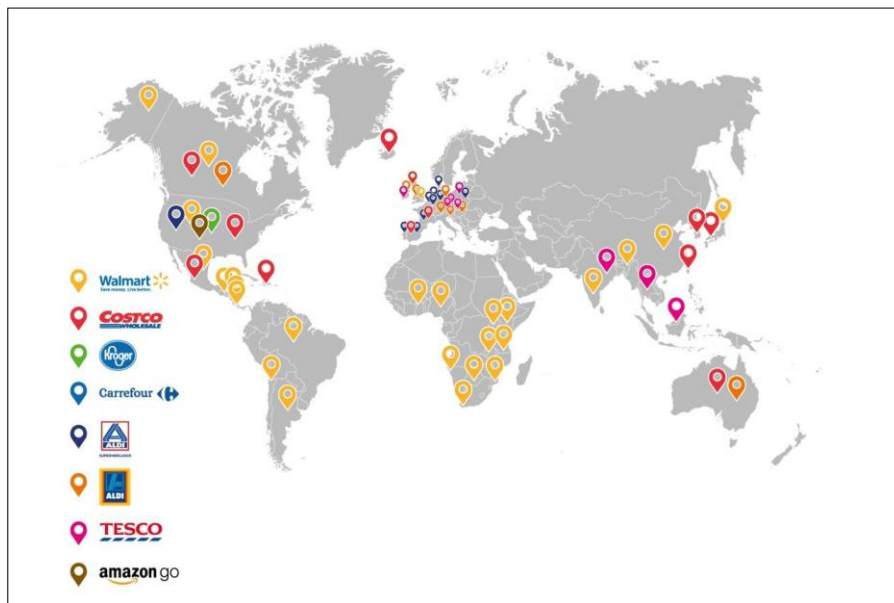 Walmart
Save money. Live better.
COSTCO
WHOLESALE
Kroger
Carrefour
ALDI
SUPERMERCADOS
ALDI
TESCO
amazon go